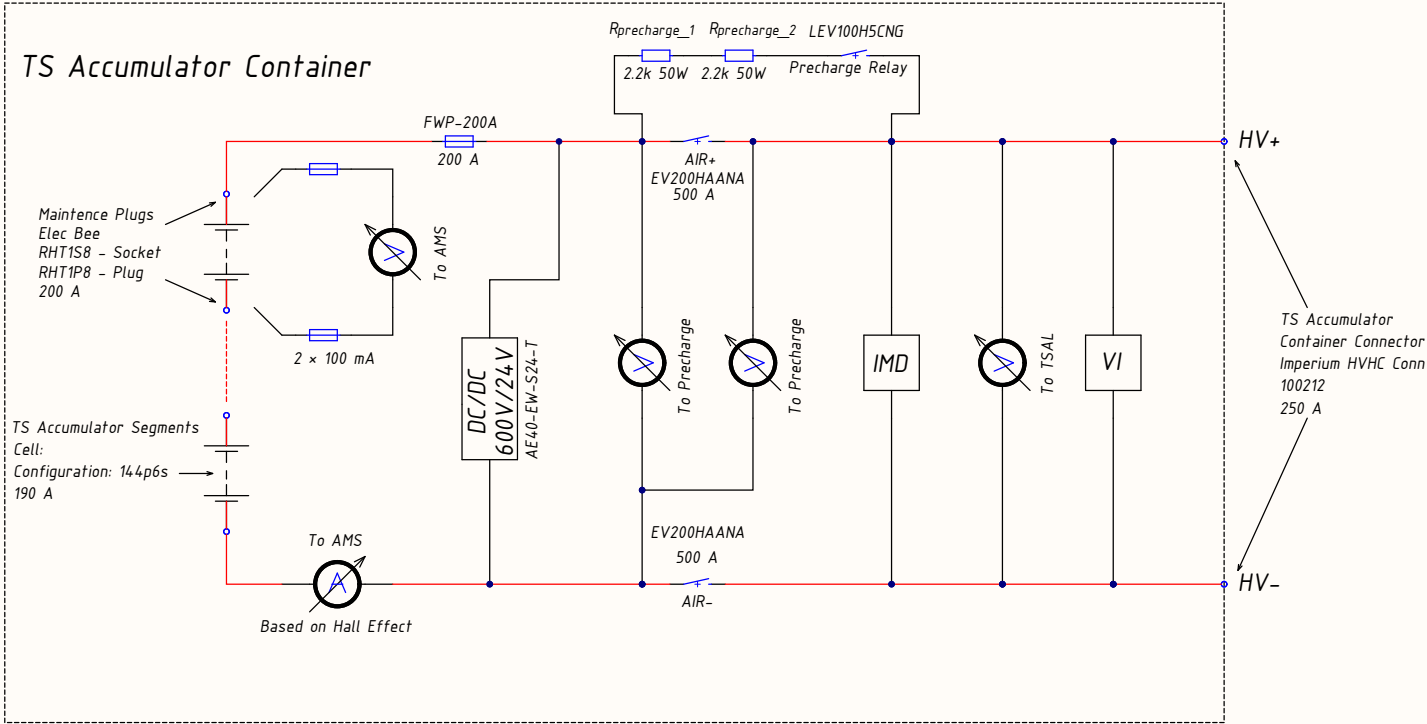 TS Accumulator Container
Rprecharge_1
Rprecharge_2
LEV100H5CNG
2.2k 50W
2.2k 50W
Precharge Relay
FWP-200A
200 A
AIR+
EV200HAANA
500 A
HV+
Maintence Plugs
Elec Bee
RHT1S8 - Socket
RHT1P8 - Plug
200 A
A
To AMS
2 × 100 mA
DC/DC
600V/24V
AE40-EW-S24-T
A
To Precharge
A
To Precharge
IMD
A
To TSAL
VI
TS Accumulator
Container Connector
Imperium HVHC Conn
100212
250 A
TS Accumulator Segments
Cell:
Configuration: 144p6s
190 A
To AMS
A
Based on Hall Effect
EV200HAANA
500 A
AIR-
HV-